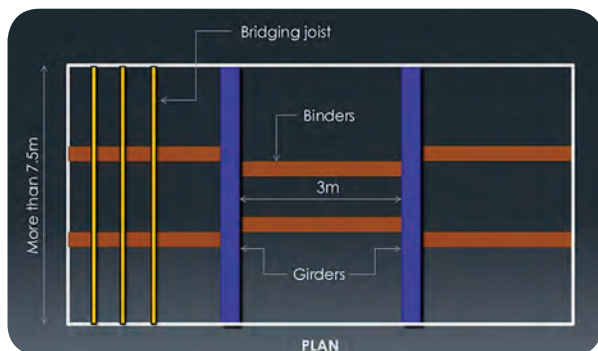 Bridging joist
Binders
More than 7.5m
3m
Girders
PLAN